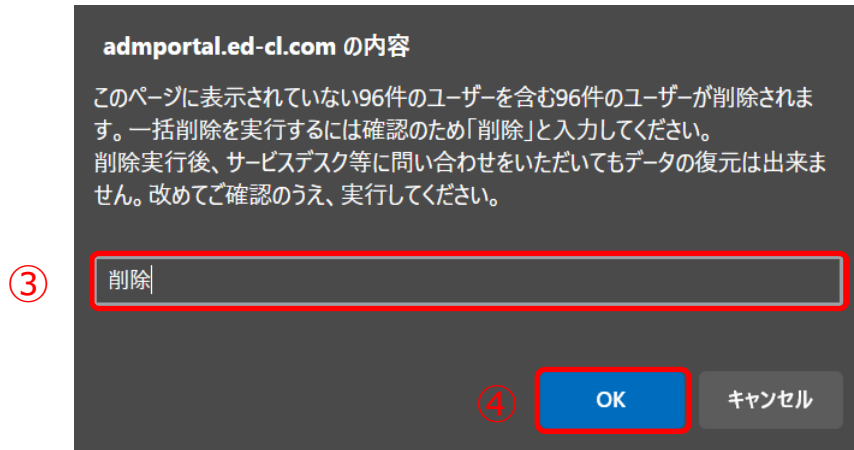 admportal.ed-cl.com の内容
このページに表示されていない96件のユーザーを含む96件のユーザーが削除されま
す。一括削除を実行するには確認のため「削除」と入力してください。
削除実行後、サービスデスク等に問い合わせをいただいてもデータの復元は出来ま
せん。改めてご確認のうえ、実行してください。
③
削除
④
OK
キャンセル